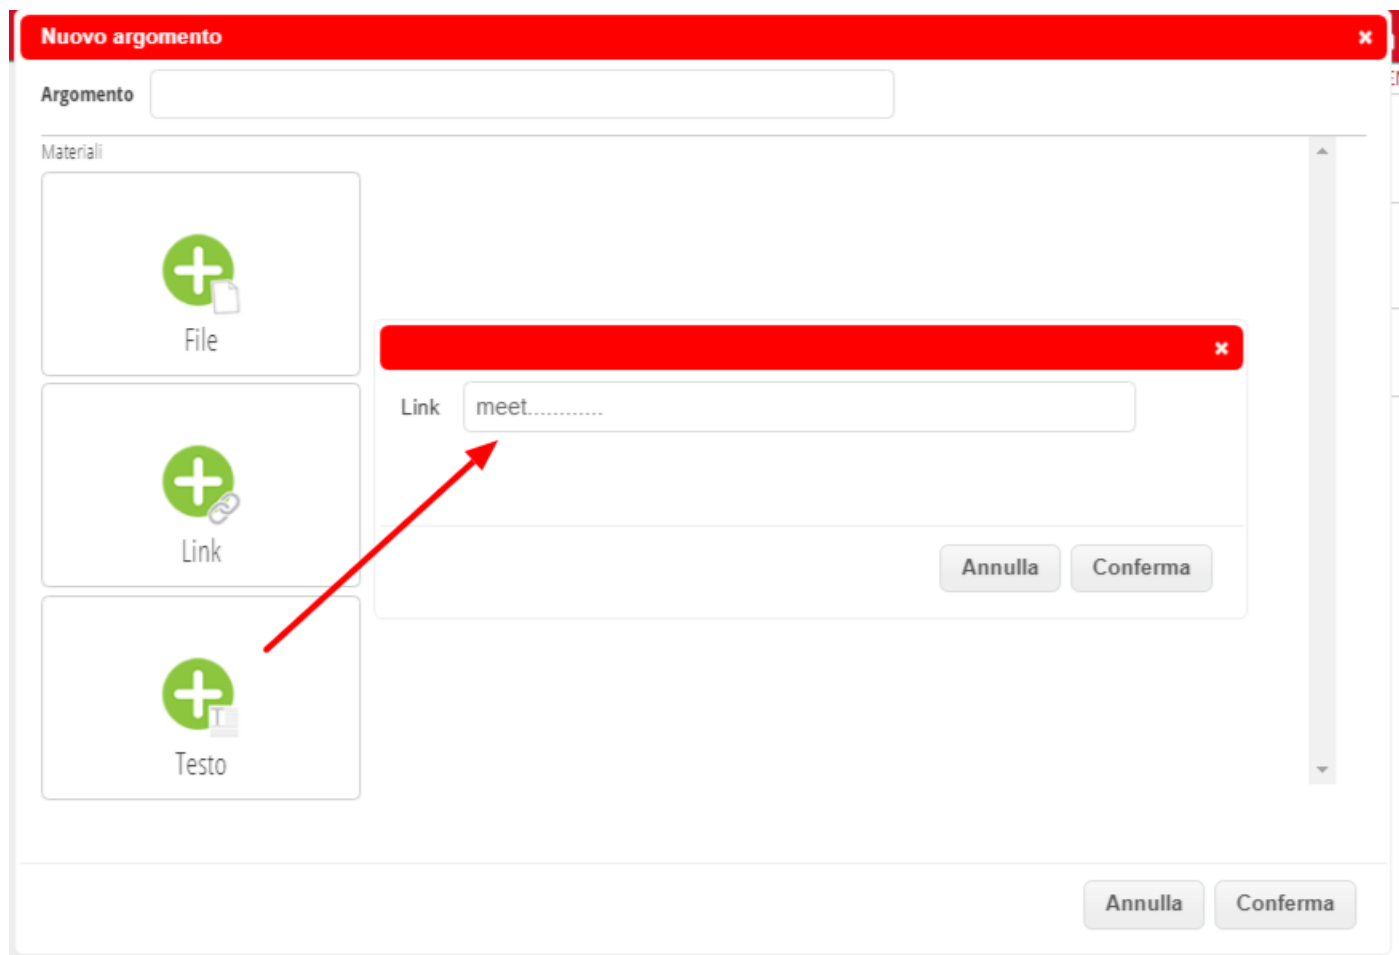 Nuovo argomento
Argomento
Materiali
File
Link
Testo
Link meet............
Annulla Conferma
Annulla Conferma